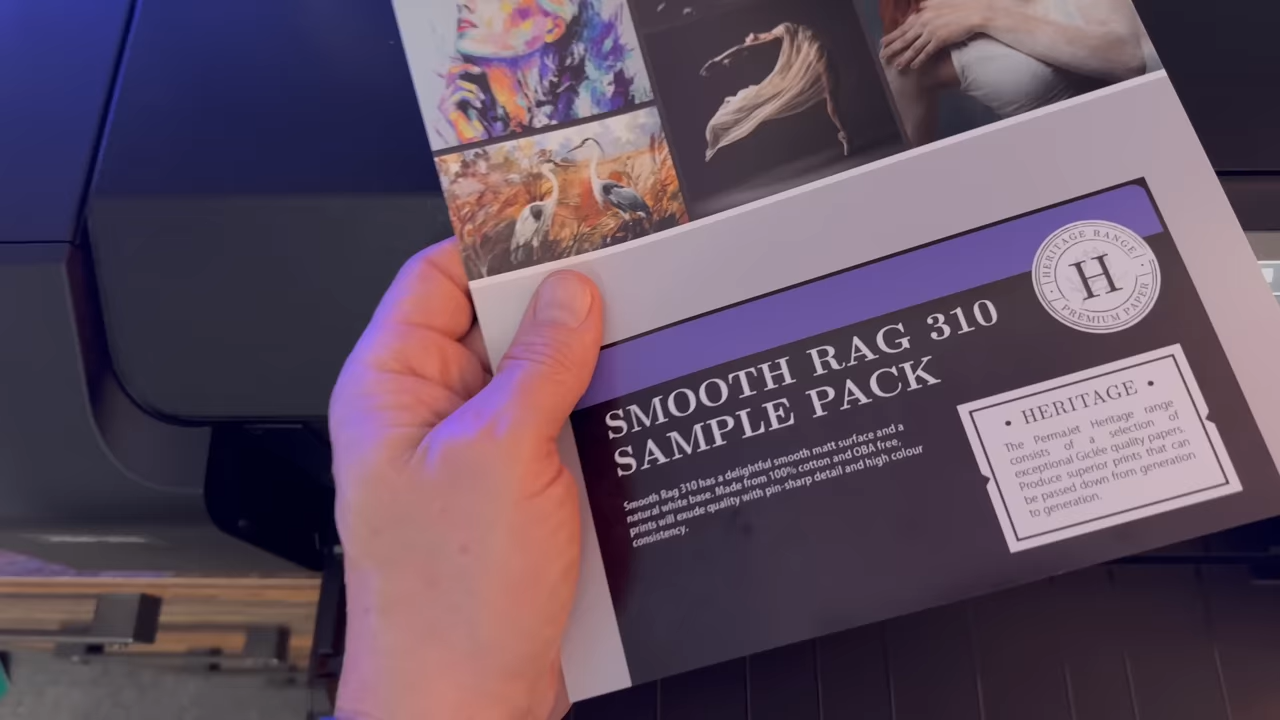 HERITAGE RANGE
H
PREMIUM PAPER
SMOOTH RAG 310
SAMPLE PACK
Smooth Rag 310 has a delightful smooth matt surface and a
natural white base. Made from 100% cotton and OBA free,
prints will exude quality with pin-sharp detail and high colour
consistency.
• HERITAGE •
The PermaJet Heritage range
consists of a selection of
exceptional Giclée quality papers.
Produce superior prints that can
be passed down from generation
to generation.